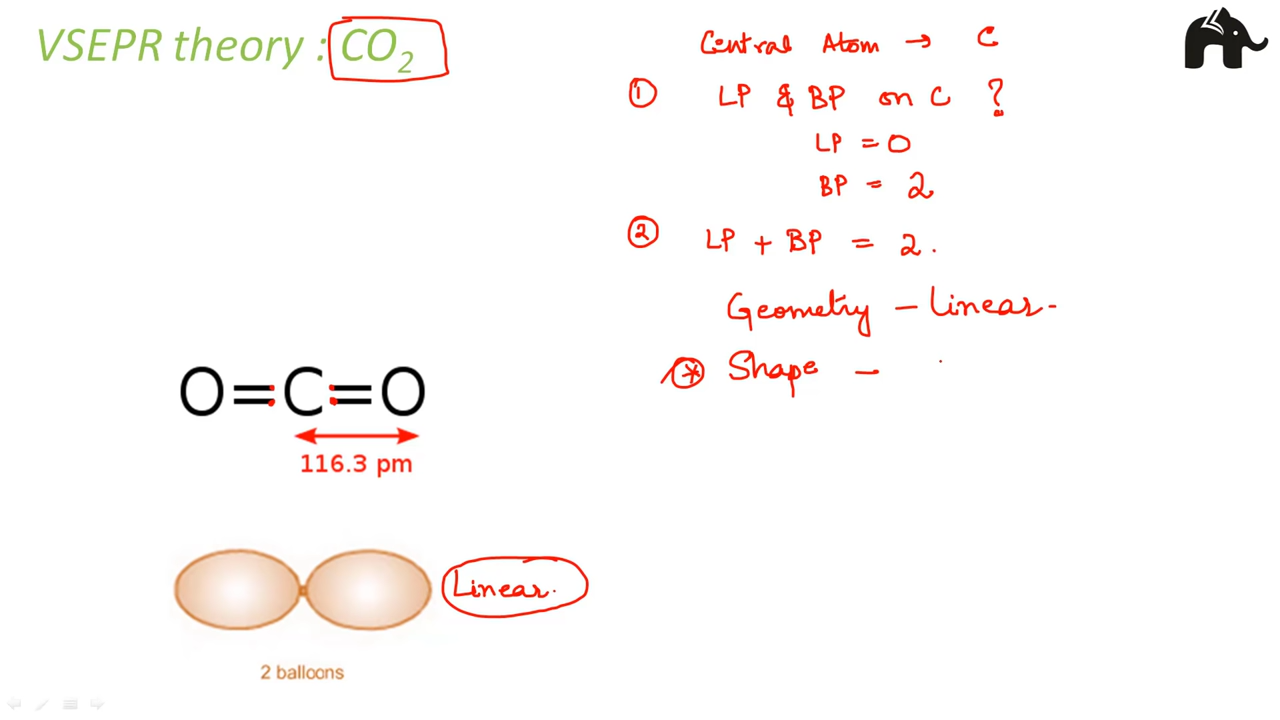 VSEPR theory : CO₂
Central Atom → C
① LP & BP on C ?
LP = 0
BP = 2
② LP + BP = 2.
Geometry – Linear -
* Shape –
O=C=O
116.3 pm
Linear.
2 balloons